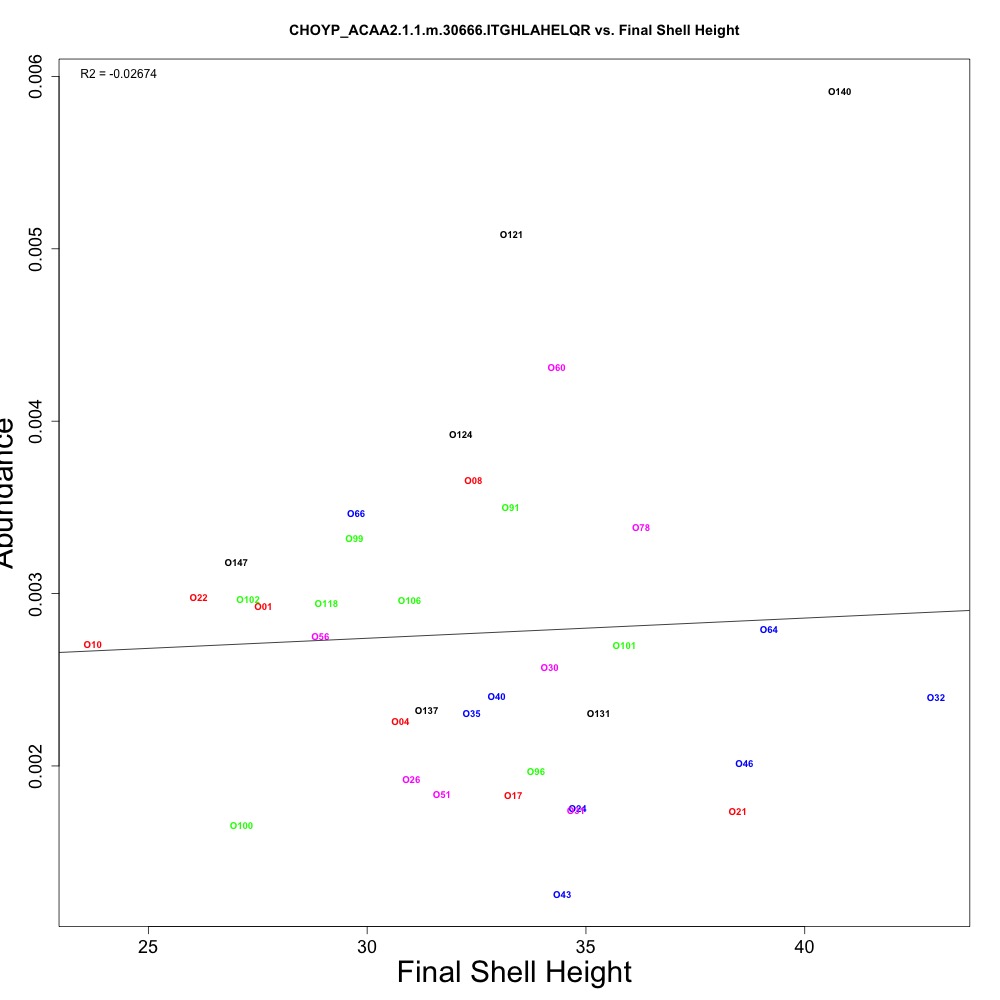 CHOYP_ACAA2.1.1.m.30666.ITGHLAHELQR vs. Final Shell Height
R2 = -0.02674
0.006
O140
O121
0.005
O60
0.004
O124
O08
O91
O66
O78
O99
O147
0.003
O22
O102
O01
O118
O106
O56
O64
O10
O101
O30
O40
O32
O137
O35
O131
O04
0.002
O46
O96
O26
O51
O17
O24
O21
O100
O43
Abundance
25
30
35
40
Final Shell Height